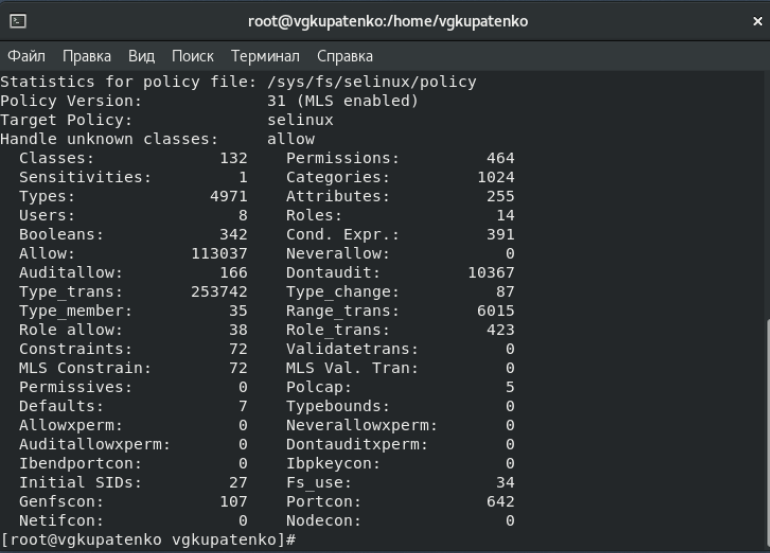 root@vgkupatenko:/home/vgkupatenko
Файл Правка Вид Поиск Терминал Справка
Statistics for policy file: /sys/fs/selinux/policy
Policy Version: 31 (MLS enabled)
Target Policy: selinux
Handle unknown classes: allow
Classes: 132 Permissions: 464
Sensitivities: 1 Categories: 1024
Types: 4971 Attributes: 255
Users: 8 Roles: 14
Booleans: 342 Cond. Expr.: 391
Allow: 113037 Neverallow: 0
Auditallow: 166 Dontaudit: 10367
Type_trans: 253742 Type_change: 87
Type_member: 35 Range_trans: 6015
Role allow: 38 Role_trans: 423
Constraints: 72 Validatetrans: 0
MLS Constrain: 72 MLS Val. Tran: 0
Permissives: 0 Polcap: 5
Defaults: 7 Typebounds: 0
Allowxperm: 0 Neverallowxperm: 0
Auditallowxperm: 0 Dontauditxperm: 0
Ibendportcon: 0 Ibpkeycon: 0
Initial SIDs: 27 Fs_use: 34
Genfscon: 107 Portcon: 642
Netifcon: 0 Nodecon: 0
[root@vgkupatenko vgkupatenko]#